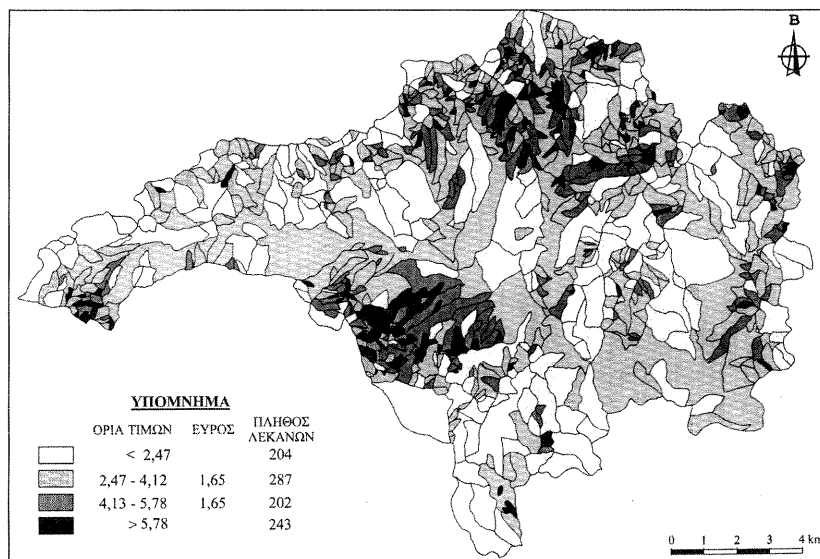 Β
ΥΠΟΜΝΗΜΑ
ΟΡΙΑ ΤΙΜΩΝ ΕΥΡΟΣ ΠΛΗΘΟΣ ΛΕΚΑΝΩΝ
< 2,47 204
2,47 - 4,12 1,65 287
4,13 - 5,78 1,65 202
> 5,78 243
0 1 2 3 4 km